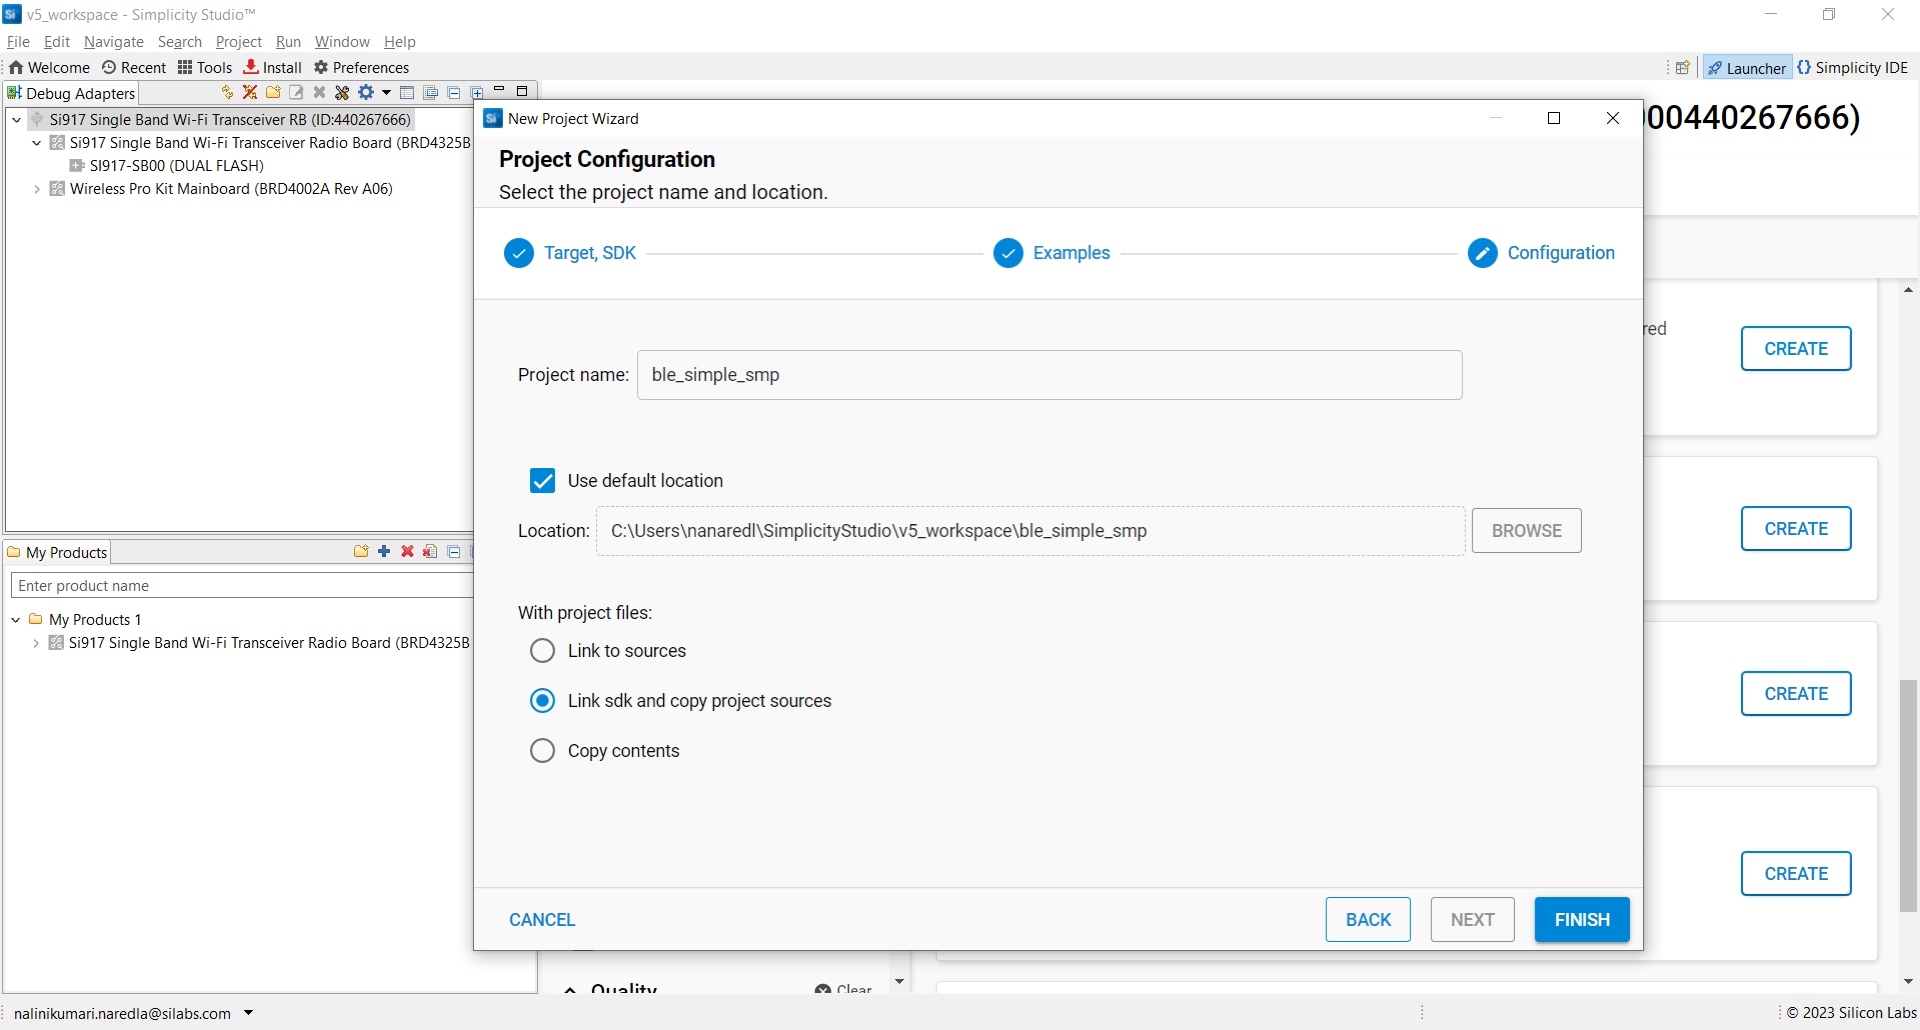 v5_workspace - Simplicity Studio™
File Edit Navigate Search Project Run Window Help
Welcome Recent Tools Install Preferences
Launcher {} Simplicity IDE
Debug Adapters
Si917 Single Band Wi-Fi Transceiver RB (ID:440267666)
Si917 Single Band Wi-Fi Transceiver Radio Board (BRD4325B
SI917-SB00 (DUAL FLASH)
Wireless Pro Kit Mainboard (BRD4002A Rev A06)
My Products
Enter product name
My Products 1
Si917 Single Band Wi-Fi Transceiver Radio Board (BRD4325B
Si New Project Wizard
Project Configuration
Select the project name and location.
Target, SDK
Examples
Configuration
Project name: ble_simple_smp
Use default location
Location: C:\Users\nanaredl\SimplicityStudio\v5_workspace\ble_simple_smp BROWSE
With project files:
Link to sources
Link sdk and copy project sources
Copy contents
CANCEL BACK NEXT FINISH
00440267666)
red
CREATE
CREATE
CREATE
CREATE
Quality Clear
nalinikumari.naredla@silabs.com
© 2023 Silicon Labs